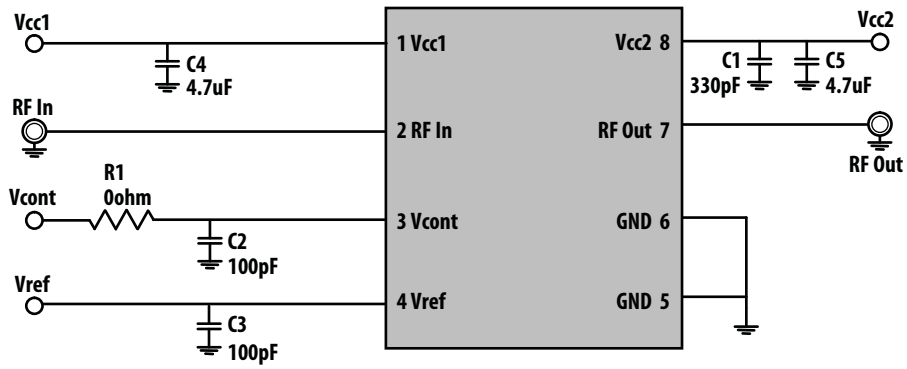 Vcc1
C4
4.7uF
RF In
R1
0ohm
Vcont
C2
100pF
Vref
C3
100pF
1 Vcc1
2 RF In
3 Vcont
4 Vref
Vcc2 8
RF Out 7
GND 6
GND 5
Vcc2
C1
330pF
C5
4.7uF
RF Out